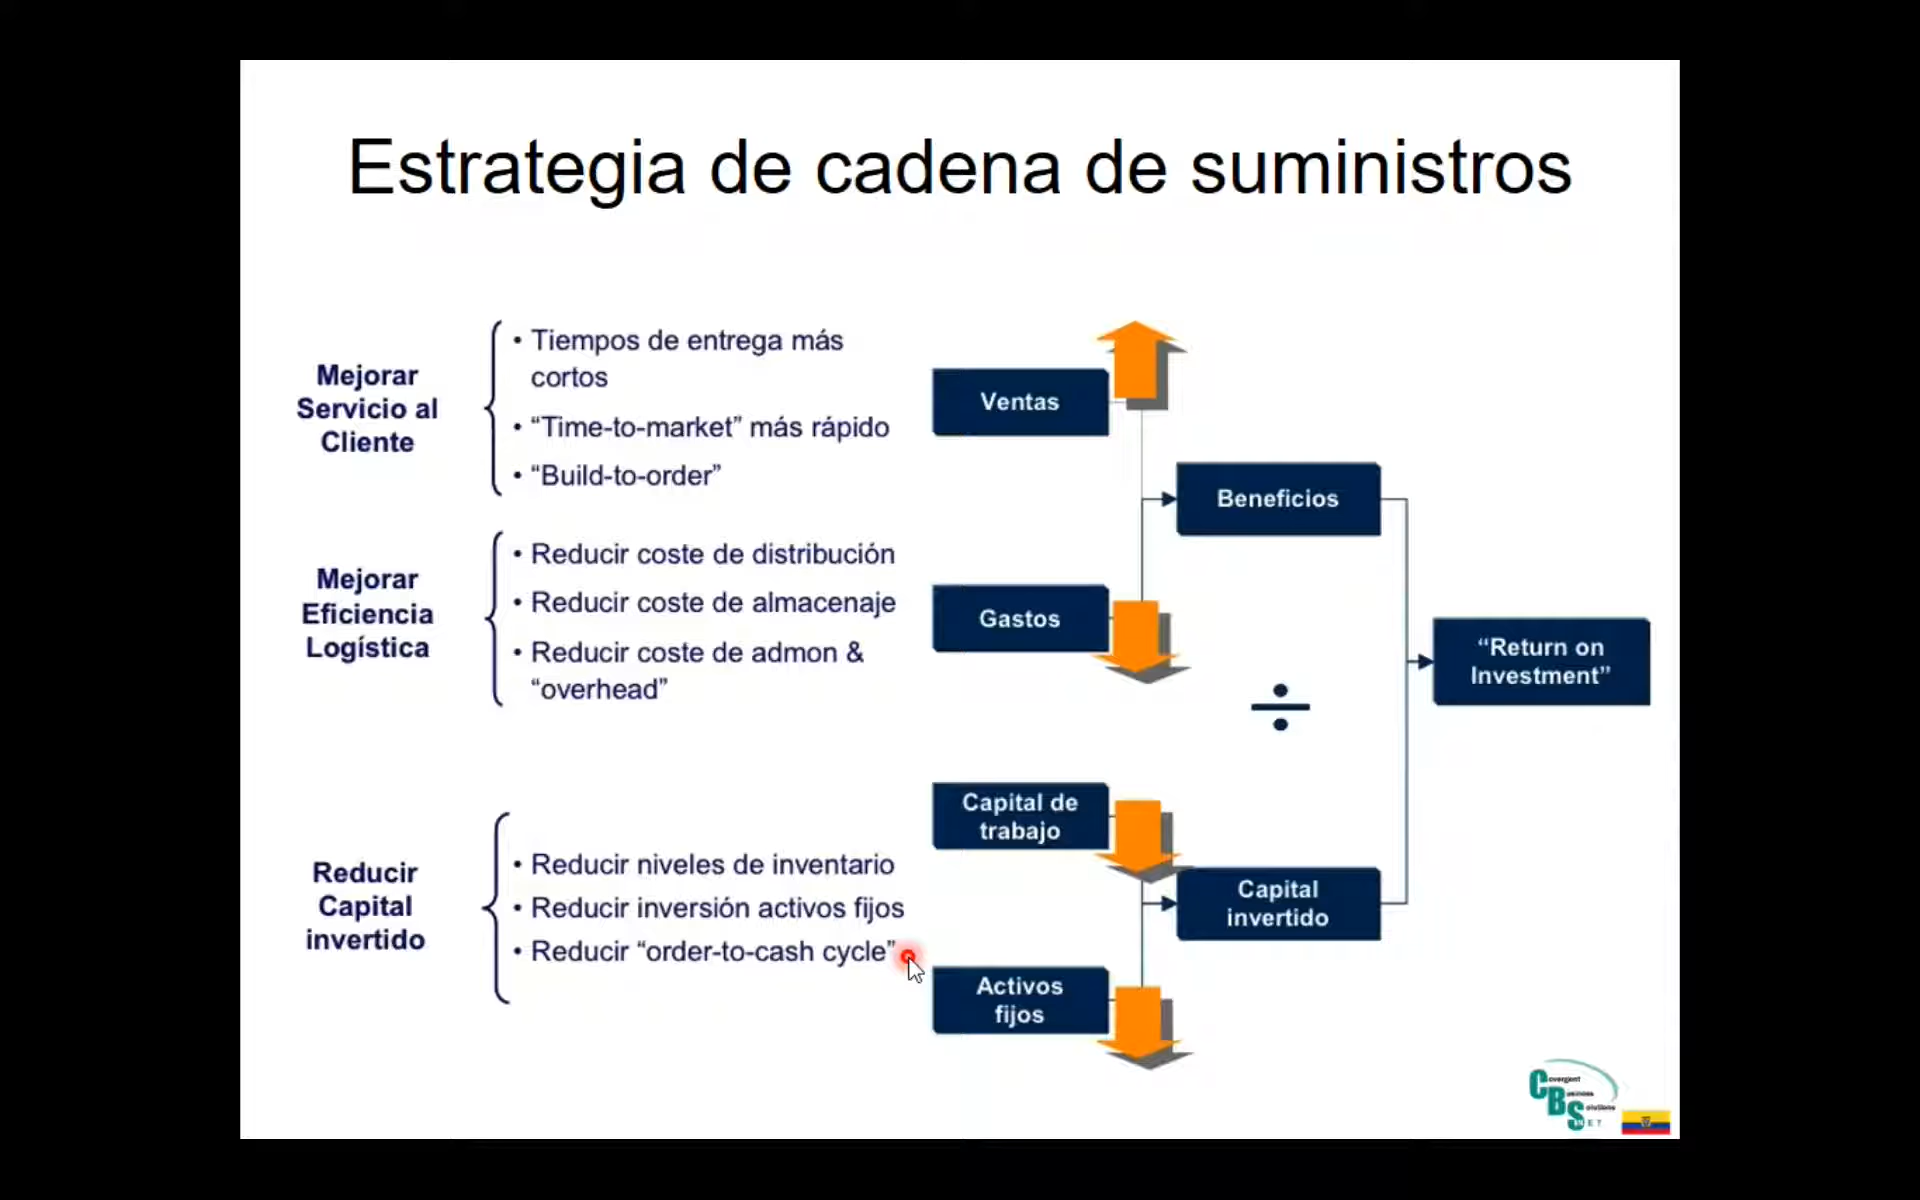 Estrategia de cadena de suministros
Mejorar
Servicio al
Cliente
• Tiempos de entrega más
cortos
• “Time-to-market” más rápido
• “Build-to-order”
Ventas
Beneficios
Mejorar
Eficiencia
Logística
• Reducir coste de distribución
• Reducir coste de almacenaje
• Reducir coste de admon &
“overhead”
Gastos
÷
“Return on
Investment”
Reducir
Capital
invertido
• Reducir niveles de inventario
• Reducir inversión activos fijos
• Reducir “order-to-cash cycle”
Capital de
trabajo
Capital
invertido
Activos
fijos
Covergent
Business
Solutions